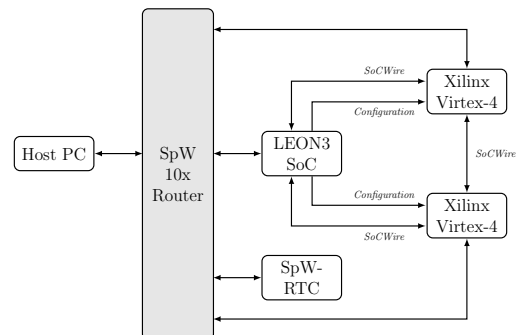 SoCWire
Xilinx
Virtex-4
Configuration
LEON3
SoC
Host PC
SpW
10x
Router
SoCWire
Configuration
Xilinx
Virtex-4
SoCWire
SpW-
RTC